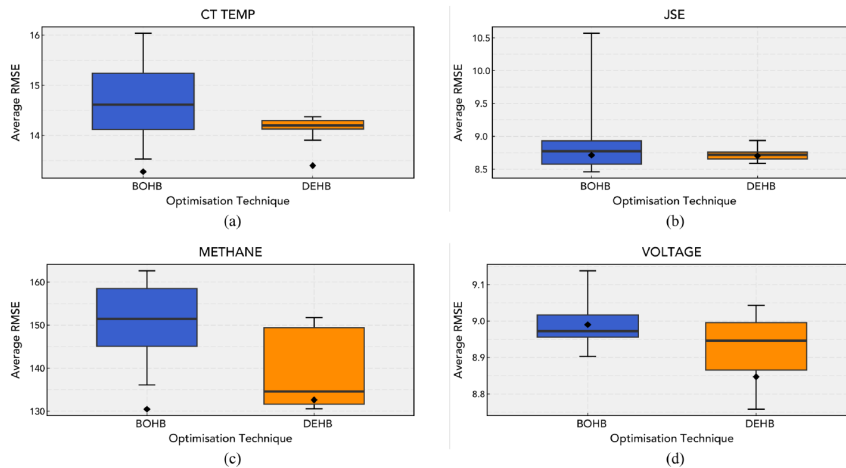 CT TEMP
16
15
14
Average RMSE
BOHB
DEHB
Optimisation Technique
(a)
JSE
10.5
10.0
9.5
9.0
8.5
Average RMSE
BOHB
DEHB
Optimisation Technique
(b)
METHANE
160
150
140
130
Average RMSE
BOHB
DEHB
Optimisation Technique
(c)
VOLTAGE
9.1
9.0
8.9
8.8
Average RMSE
BOHB
DEHB
Optimisation Technique
(d)